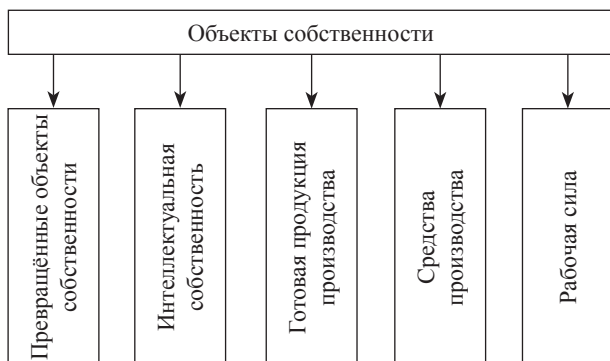 Объекты собственности
Превращённые объекты
собственности
Интеллектуальная
собственность
Готовая продукция
производства
Средства
производства
Рабочая сила